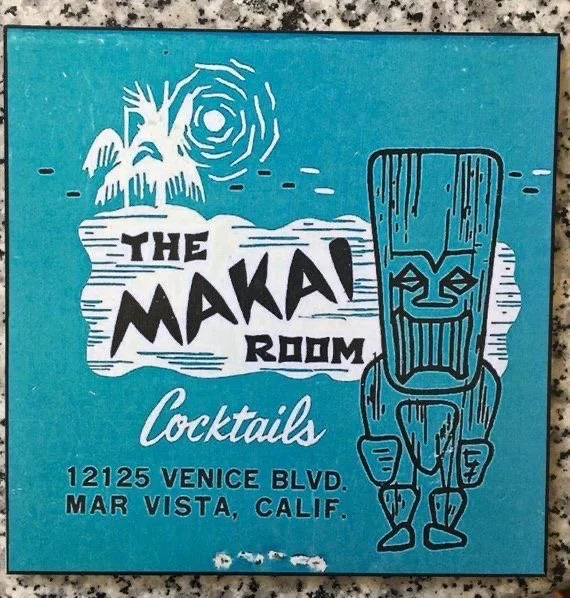 THE
MAKAI
ROOM
Cocktails
12125 VENICE BLVD.
MAR VISTA, CALIF.